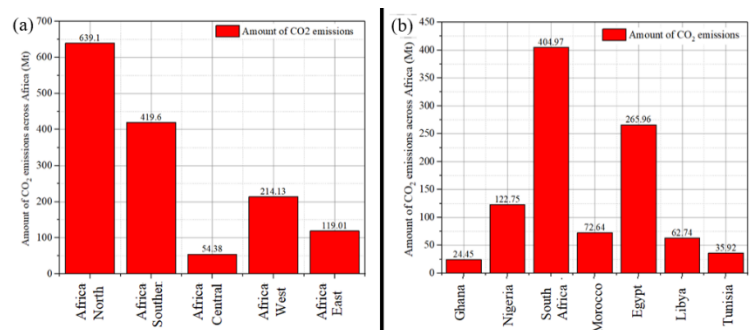 (a)
Amount of CO2 emissions across Africa (Mt)
700
600
400
300
200
100
0
Amount of CO2 emissions
639.1
419.6
54.38
214.13
119.01
Africa
North
Africa
Souther.
Africa
Central
Africa
West
Africa
East
(b)
Amount of CO₂ emissions across Africa (Mt)
450
400
350
300
250
200
150
100
50
0
Amount of CO₂ emissions
24.45
122.75
404.97
72.64
265.96
62.74
35.92
Ghana
Nigeria
South
Africa
Morocco
Egypt
Libya
Tunisia